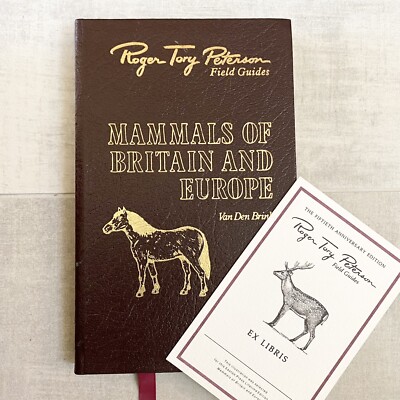 Roger Tory Peterson
Field Guides
MAMMALS OF
BRITAIN AND
EUROPE
Van Den Brink
THE FIFTIETH ANNIVERSARY EDITION
Roger Tory Peterson
Field Guides
EX LIBRIS